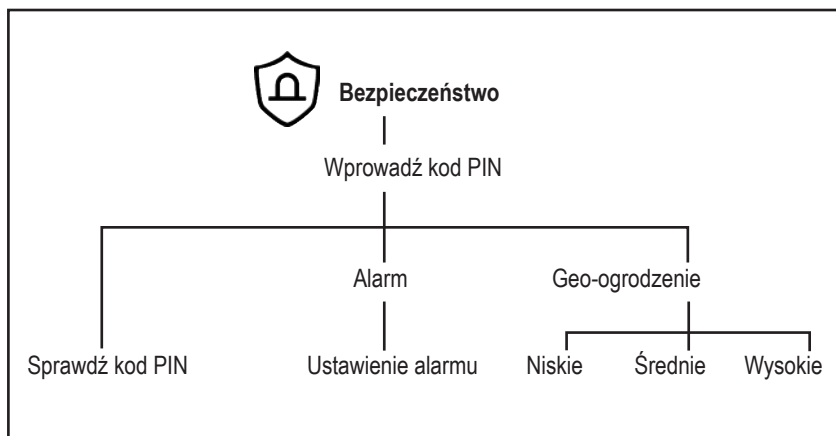 Bezpieczeństwo
Wprowadź kod PIN
Alarm
Geo-ogrodzenie
Sprawdź kod PIN
Ustawienie alarmu
Niskie
Średnie
Wysokie